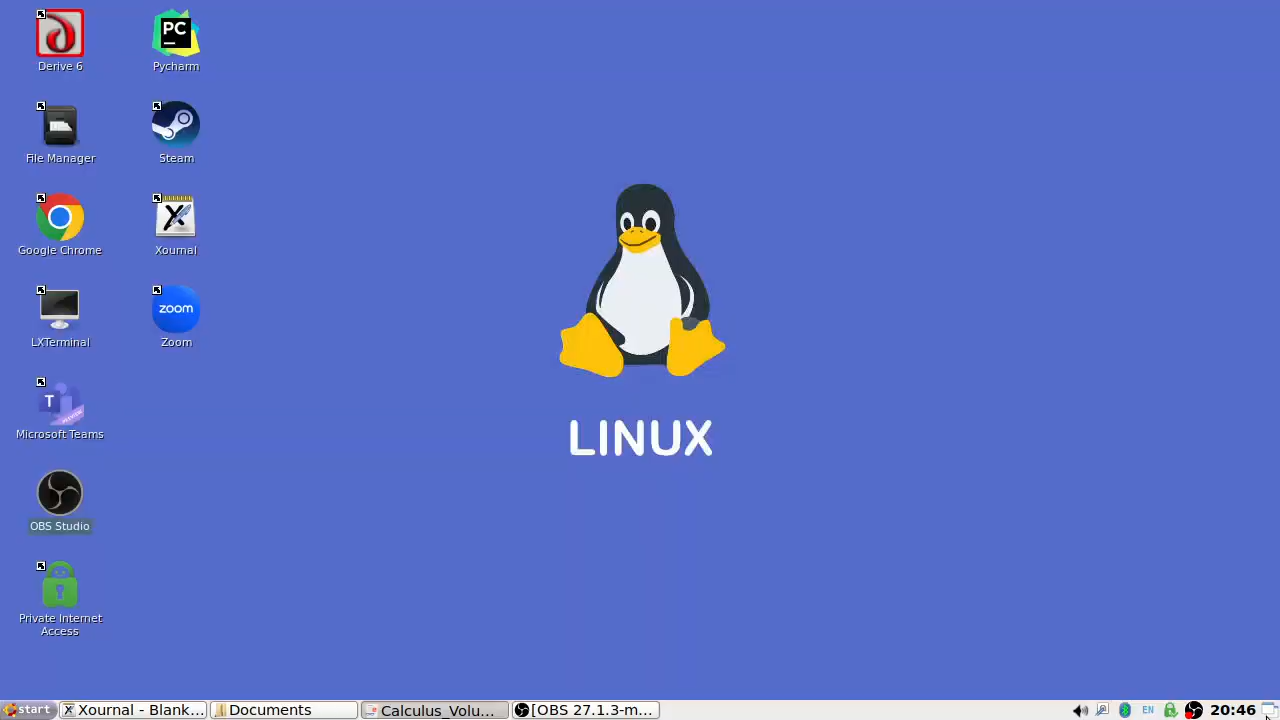 Derive 6
PC
Pycharm
File Manager
Steam
Google Chrome
Xournal
LXTerminal
zoom
Zoom
T
PREVIEW
Microsoft Teams
OBS Studio
Private Internet
Access
LINUX
start
Xournal - Blank...
Documents
Calculus_Volu...
[OBS 27.1.3-m...
EN
20:46